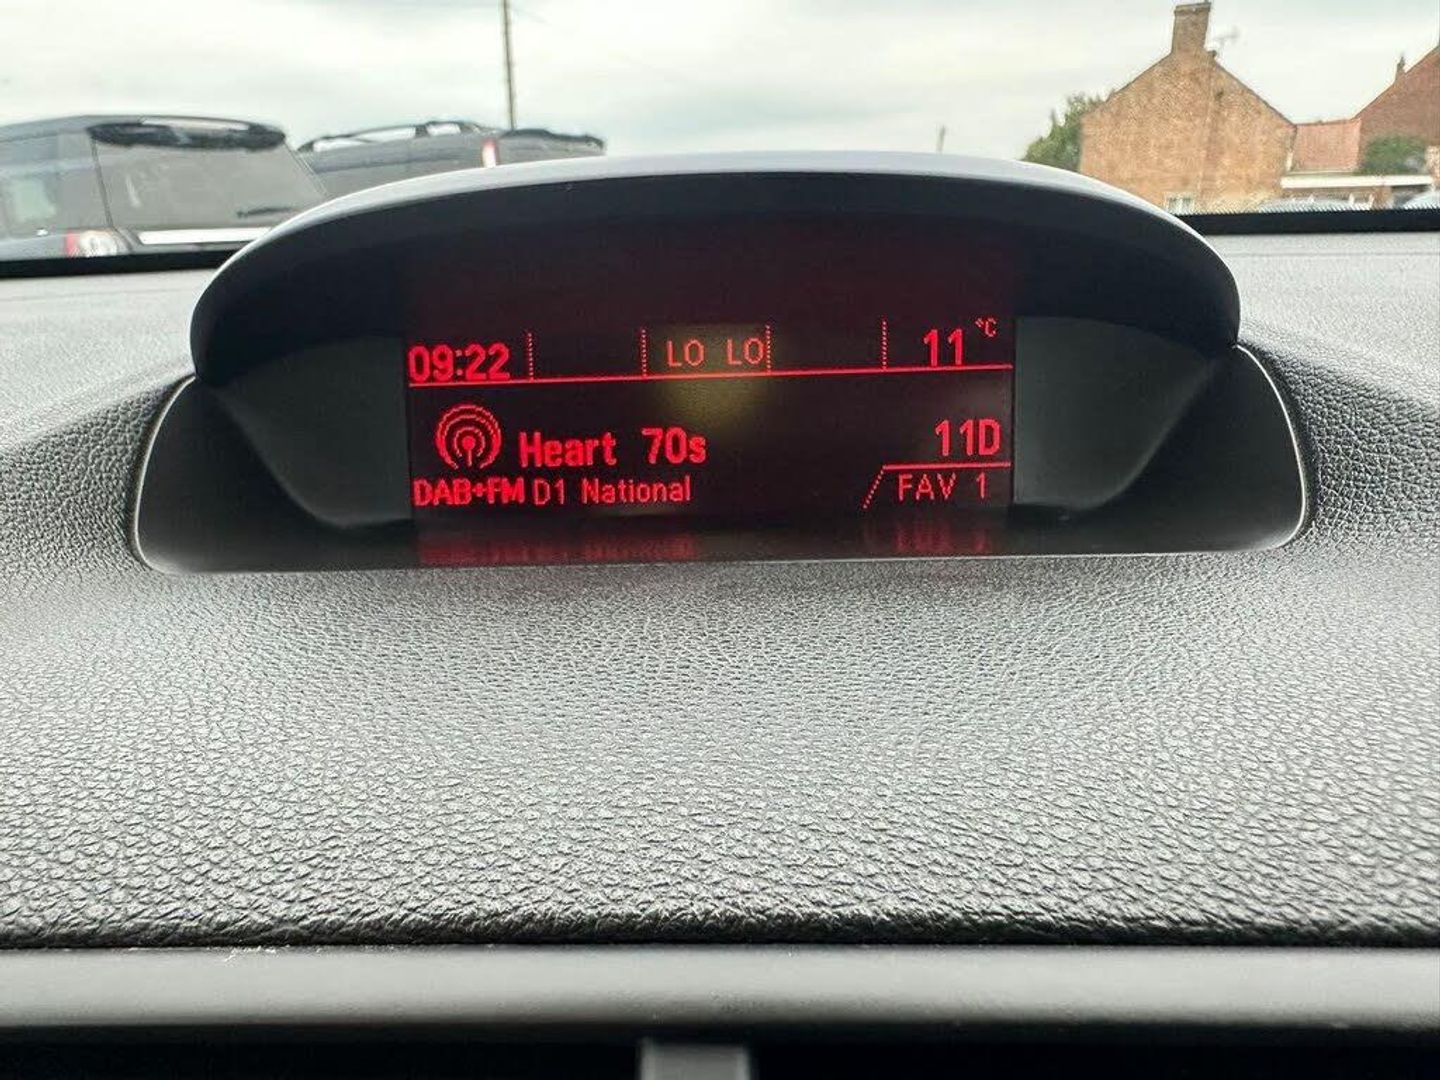 09:22 LO LO 11 °C
Heart 70s 11D
DAB+FM D1 National FAV 1